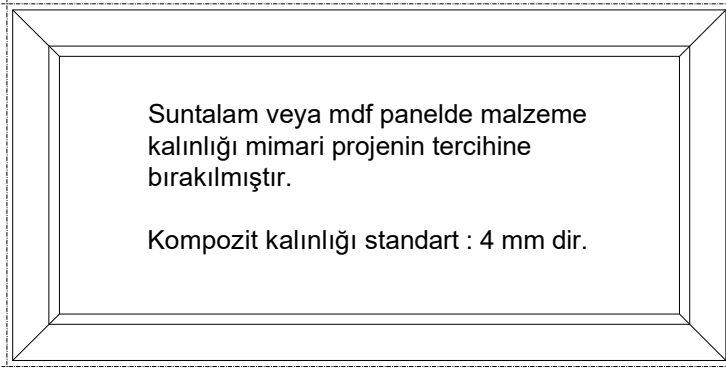 Suntalam veya mdf panelde malzeme
kalınlığı mimari projenin tercihine
bırakılmıştır.
Kompozit kalınlığı standart : 4 mm dir.